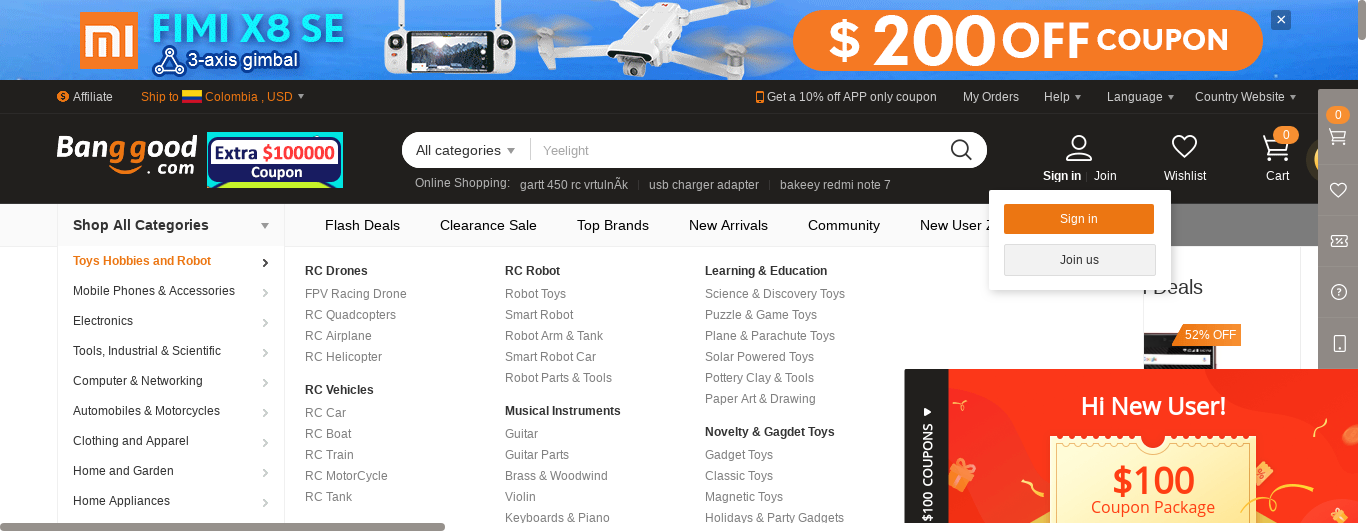 FIMI X8 SE
3-axis gimbal
$ 200 OFF COUPON
×
Affiliate
Ship to Colombia , USD
Get a 10% off APP only coupon
My Orders
Help
Language
Country Website
0
Banggood
.com
Extra $100000
Coupon
All categories
Yeelight
Online Shopping:
gartt 450 rc vrtulnÃk
usb charger adapter
bakeey redmi note 7
Sign in
Join
Wishlist
0
Cart
Sign in
Join us
Shop All Categories
Flash Deals
Clearance Sale
Top Brands
New Arrivals
Community
New User
Toys Hobbies and Robot
Mobile Phones & Accessories
Electronics
Tools, Industrial & Scientific
Computer & Networking
Automobiles & Motorcycles
Clothing and Apparel
Home and Garden
Home Appliances
RC Drones
FPV Racing Drone
RC Quadcopters
RC Airplane
RC Helicopter
RC Vehicles
RC Car
RC Boat
RC Train
RC MotorCycle
RC Tank
RC Robot
Robot Toys
Smart Robot
Robot Arm & Tank
Smart Robot Car
Robot Parts & Tools
Musical Instruments
Guitar
Guitar Parts
Brass & Woodwind
Violin
Keyboards & Piano
Learning & Education
Science & Discovery Toys
Puzzle & Game Toys
Plane & Parachute Toys
Solar Powered Toys
Pottery Clay & Tools
Paper Art & Drawing
Novelty & Gagdet Toys
Gadget Toys
Classic Toys
Magnetic Toys
Holidays & Party Gadgets
Deals
52% OFF
$100 COUPONS
Hi New User!
$100
Coupon Package